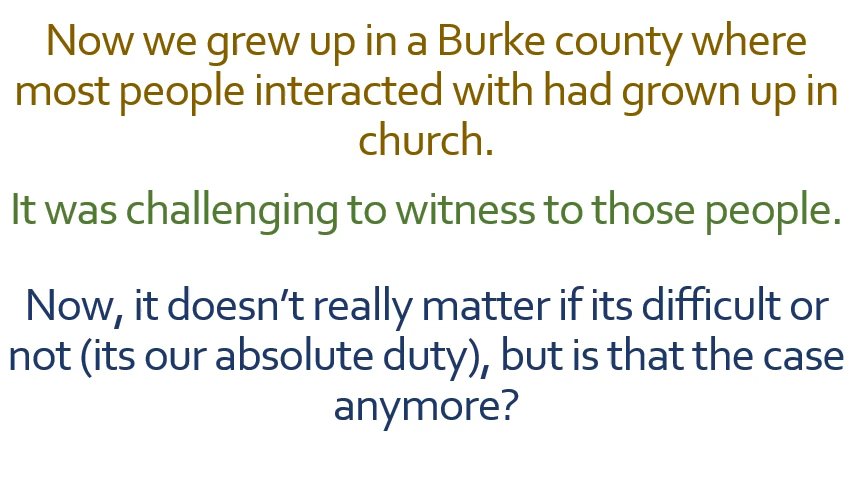 Now we grew up in a Burke county where
most people interacted with had grown up in
church.
It was challenging to witness to those people.
Now, it doesn’t really matter if its difficult or
not (its our absolute duty), but is that the case
anymore?